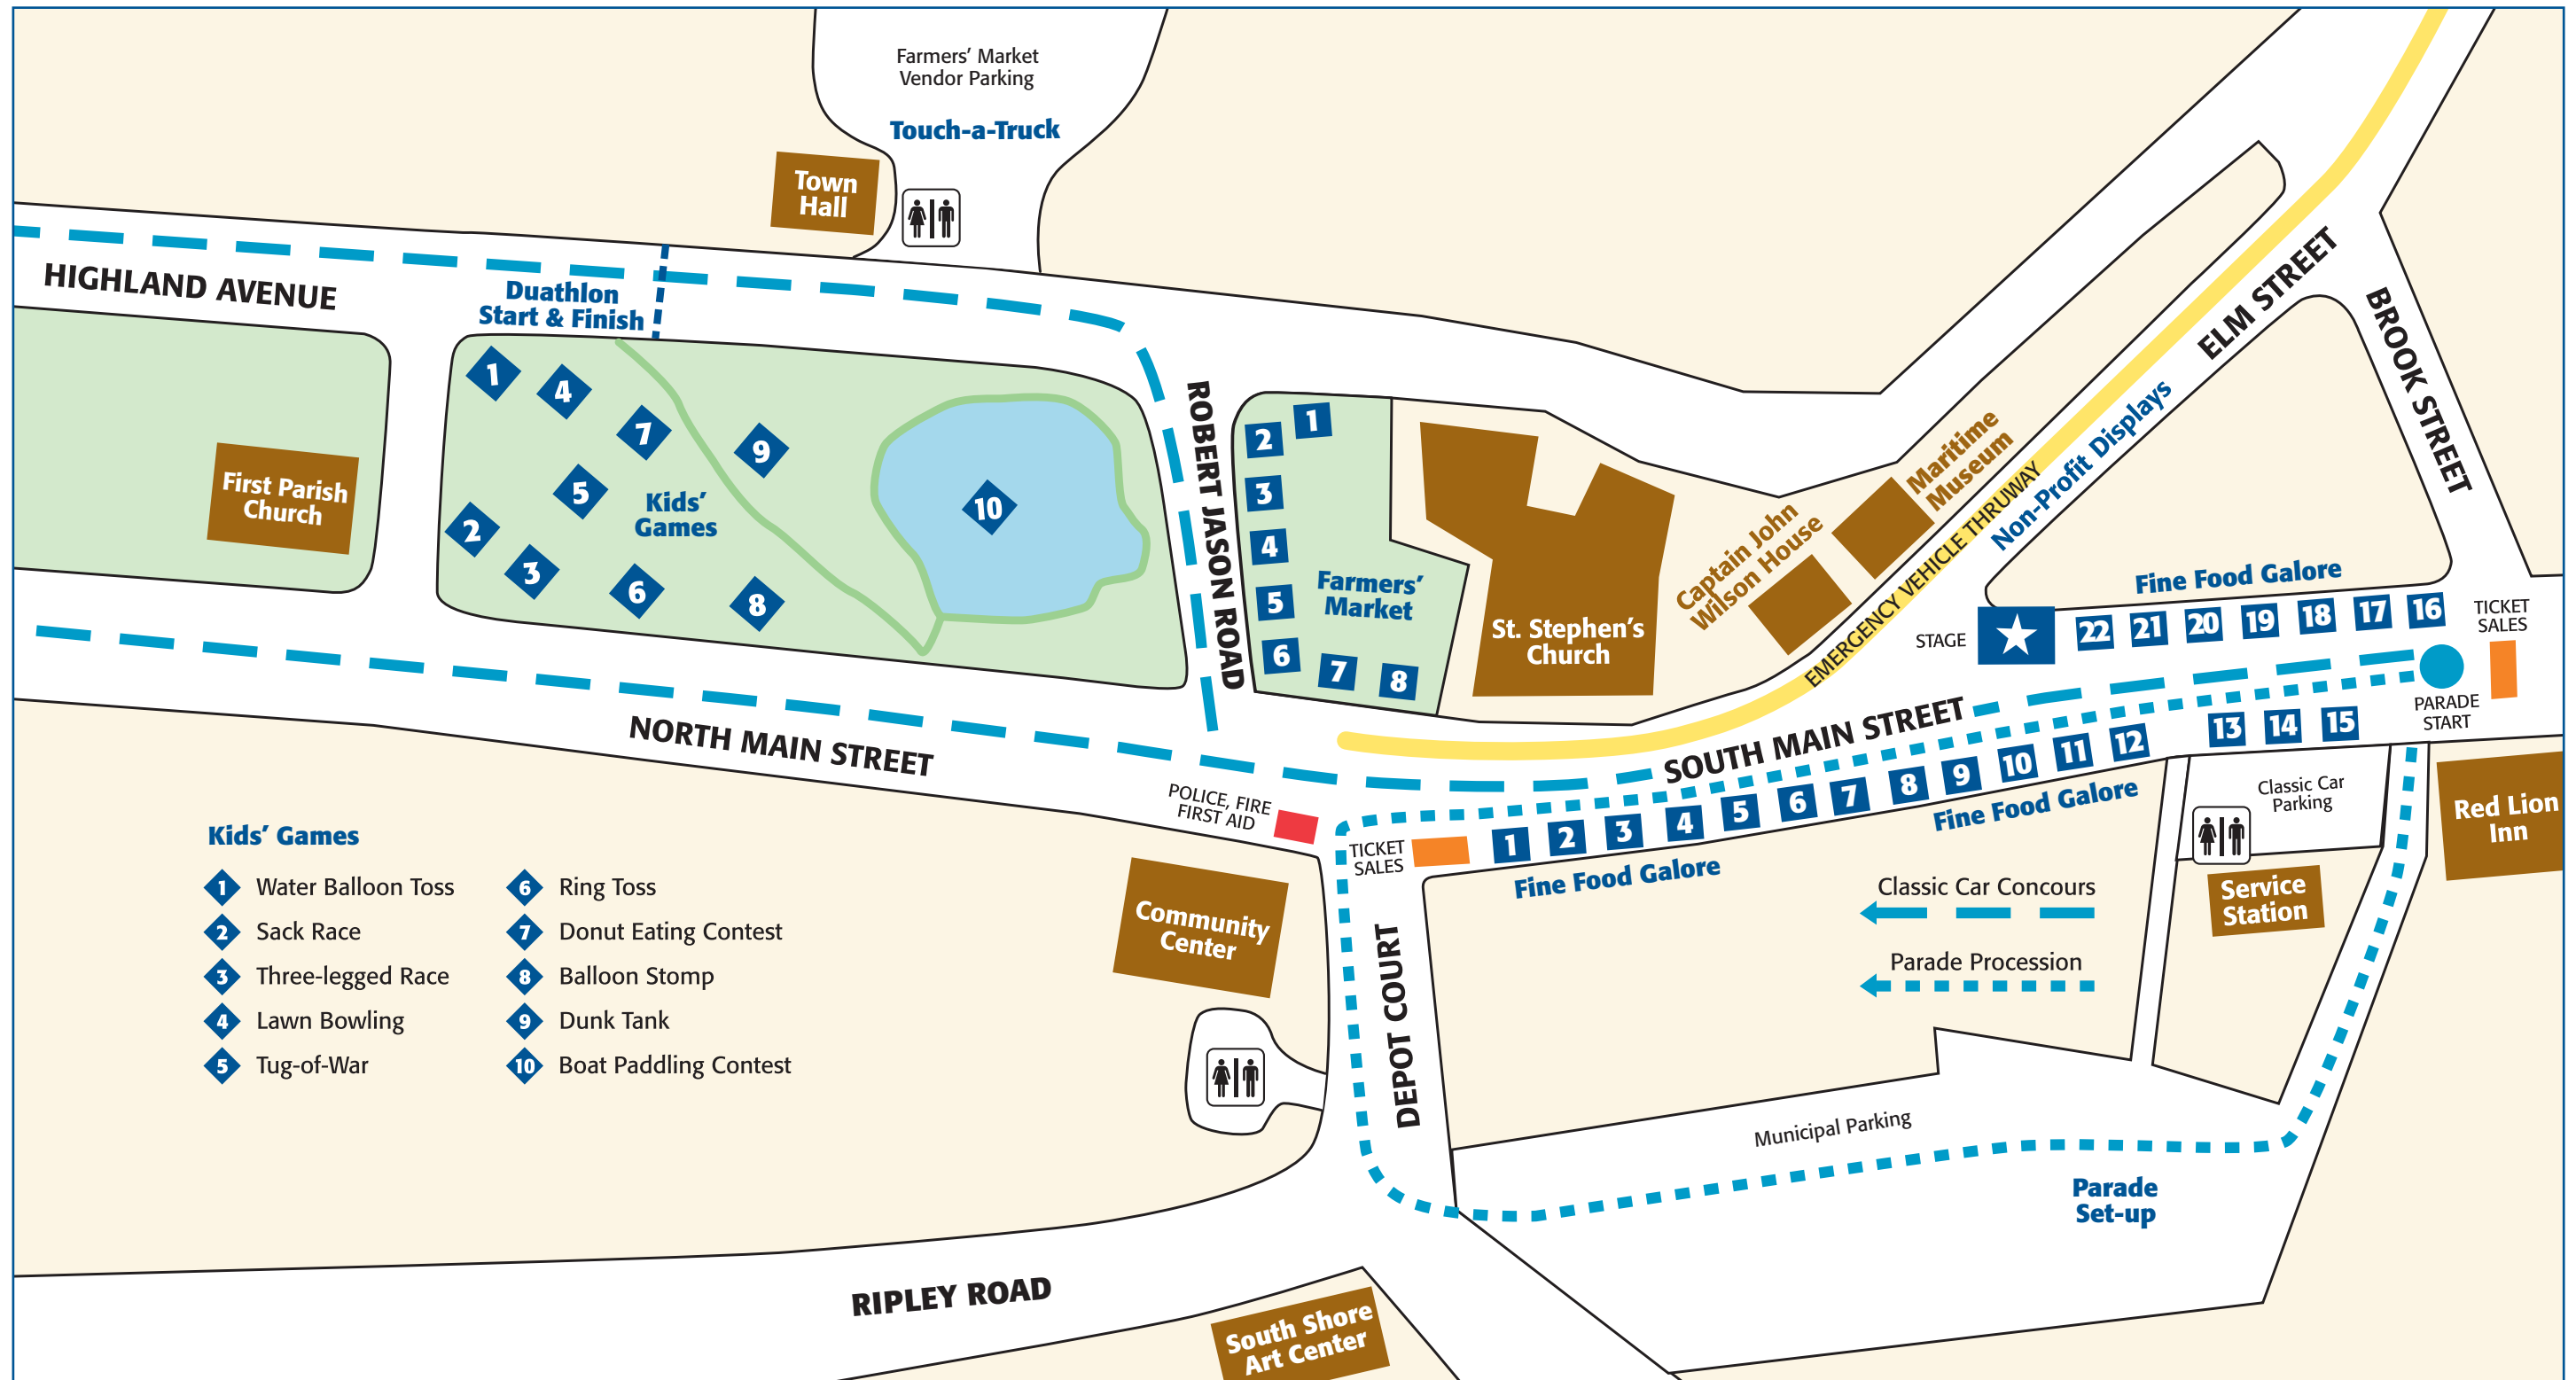 Farmers’ Market
Vendor Parking
Touch-a-Truck
Town
Hall
HIGHLAND AVENUE
Duathlon
Start & Finish
1
4
7
9
5
Kids’
Games
10
2
3
6
8
First Parish
Church
ROBERT JASON ROAD
1
2
3
4
5
6
7
8
Farmers’
Market
St. Stephen’s
Church
Captain John
Wilson House
Maritime
Museum
EMERGENCY VEHICLE THRUWAY
Non-Profit Displays
ELM STREET
BROOK STREET
Fine Food Galore
STAGE
22
21
20
19
18
17
16
TICKET
SALES
PARADE
START
NORTH MAIN STREET
SOUTH MAIN STREET
POLICE, FIRE
FIRST AID
TICKET
SALES
1
2
3
4
5
6
7
8
9
10
11
12
13
14
15
Fine Food Galore
Fine Food Galore
Classic Car
Parking
Red Lion
Inn
Service
Station
Classic Car Concours
Parade Procession
Community
Center
DEPOT COURT
Municipal Parking
Parade
Set-up
RIPLEY ROAD
South Shore
Art Center
Kids’ Games
1 Water Balloon Toss
2 Sack Race
3 Three-legged Race
4 Lawn Bowling
5 Tug-of-War
6 Ring Toss
7 Donut Eating Contest
8 Balloon Stomp
9 Dunk Tank
10 Boat Paddling Contest